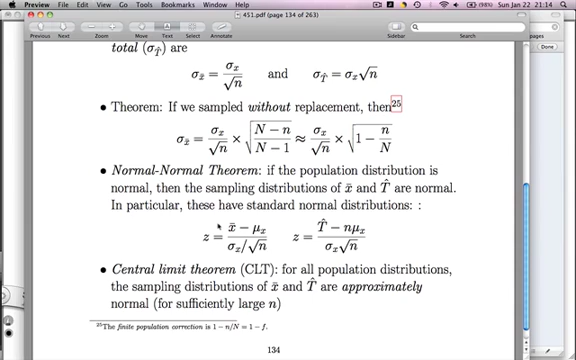 Preview File Edit View Go Tools Bookmarks Window Help
(98%) Sun Jan 22 21:14
451.pdf (page 134 of 263)
Previous Next Zoom Move Text Select Annotate Sidebar Search
Done
total (σ_T̂) are
σ_x̄ = σ_x/√n and σ_T̂ = σ_x√n
• Theorem: If we sampled without replacement, then25
σ_x̄ = σ_x/√n × √((N − n)/(N − 1)) ≈ σ_x/√n × √(1 − n/N)
• Normal-Normal Theorem: if the population distribution is
normal, then the sampling distributions of x̄ and T̂ are normal.
In particular, these have standard normal distributions: :
z = (x̄ − μ_x)/(σ_x/√n) z = (T̂ − nμ_x)/(σ_x√n)
• Central limit theorem (CLT): for all population distributions,
the sampling distributions of x̄ and T̂ are approximately
normal (for sufficiently large n)
25The finite population correction is 1 − n/N = 1 − f.
134